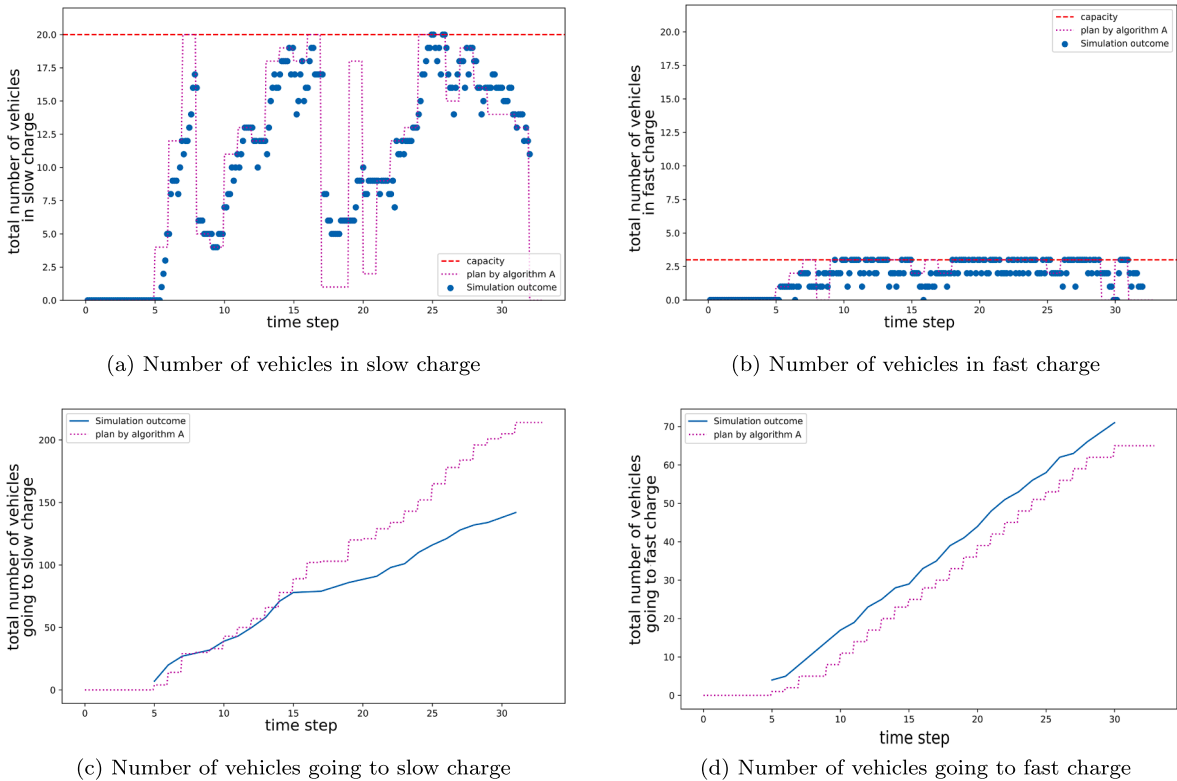 total number of vehicles
in slow charge
20.0
17.5
15.0
12.5
10.0
7.5
5.0
2.5
0.0
capacity
plan by algorithm A
Simulation outcome
0 5 10 15 20 25 30
time step
(a) Number of vehicles in slow charge
total number of vehicles
in fast charge
20.0
17.5
15.0
12.5
10.0
7.5
5.0
2.5
0.0
capacity
plan by algorithm A
Simulation outcome
0 5 10 15 20 25 30
time step
(b) Number of vehicles in fast charge
total number of vehicles
going to slow charge
200
150
100
50
0
Simulation outcome
plan by algorithm A
0 5 10 15 20 25 30
time step
(c) Number of vehicles going to slow charge
total number of vehicles
going to fast charge
70
60
50
40
30
20
10
0
Simulation outcome
plan by algorithm A
0 5 10 15 20 25 30
time step
(d) Number of vehicles going to fast charge